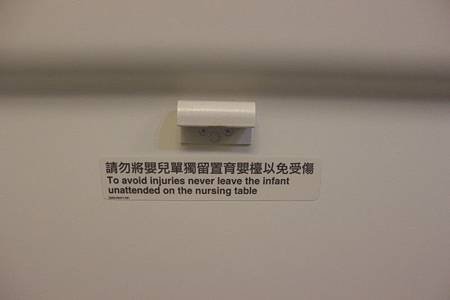 請勿將嬰兒單獨留置育嬰檯以免受傷
To avoid injuries never leave the infant
unattended on the nursing table